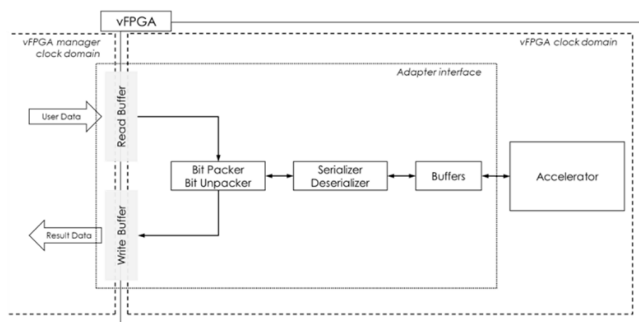 vFPGA
vFPGA manager
clock domain
vFPGA clock domain
Adapter interface
User Data
Read Buffer
Bit Packer
Bit Unpacker
Serializer
Deserializer
Buffers
Accelerator
Result Data
Write Buffer